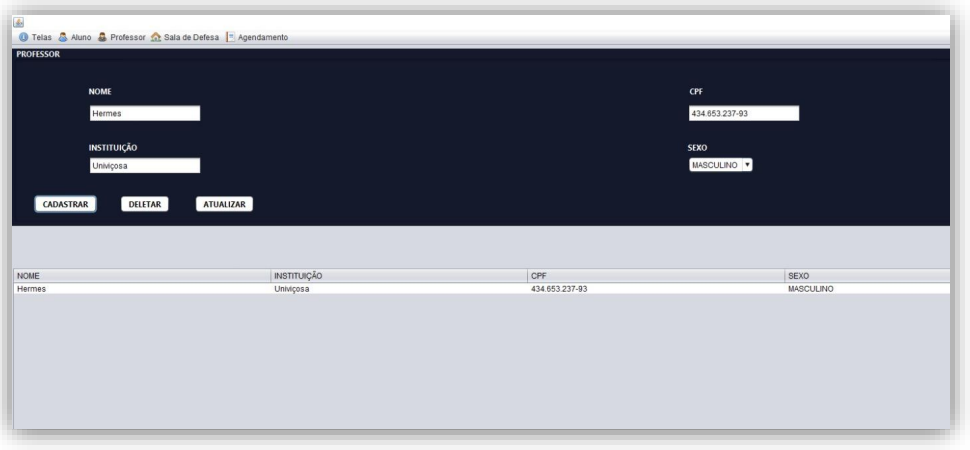 Telas Aluno Professor Sala de Defesa Agendamento
PROFESSOR
NOME CPF
Hermes 434.653.237-93
INSTITUIÇÃO SEXO
Univiçosa MASCULINO
CADASTRAR DELETAR ATUALIZAR
NOME INSTITUIÇÃO CPF SEXO
Hermes Univiçosa 434.653.237-93 MASCULINO